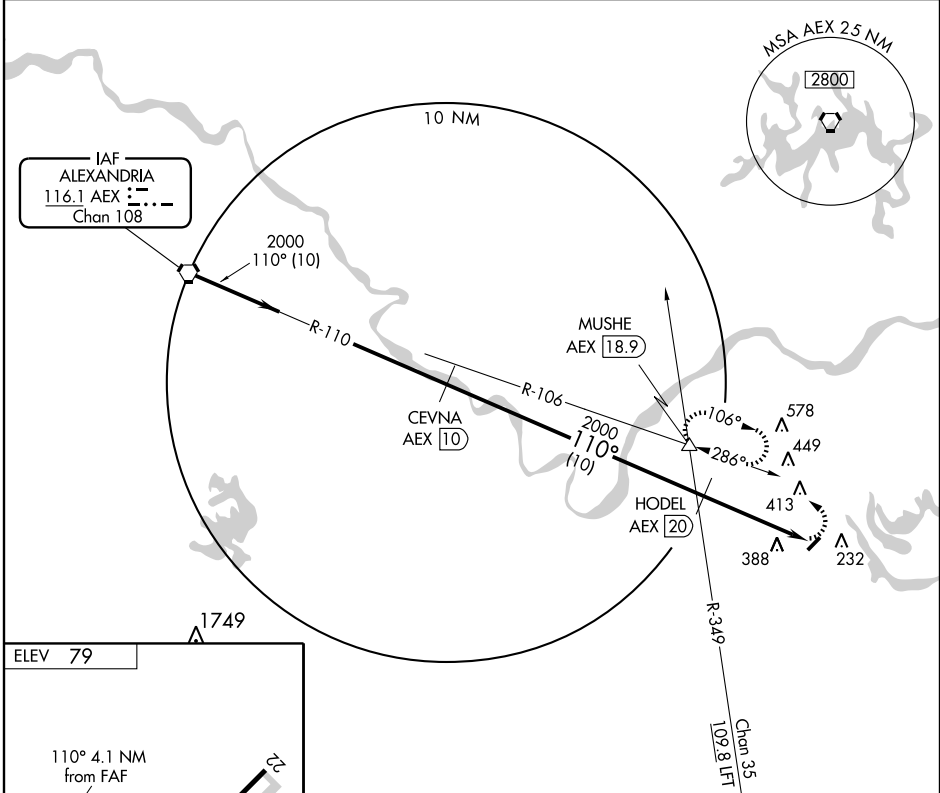 MSA AEX 25 NM
2800
10 NM
IAF
ALEXANDRIA
116.1 AEX
Chan 108
2000
110° (10)
R-110
MUSHE
AEX 18.9
R-106
CEVNA
AEX 10
2000
110°
(10)
106°
286°
578
449
413
HODEL
AEX 20
388
232
R-349
Chan 35
109.8 LFT
1749
ELEV 79
110° 4.1 NM
from FAF
22